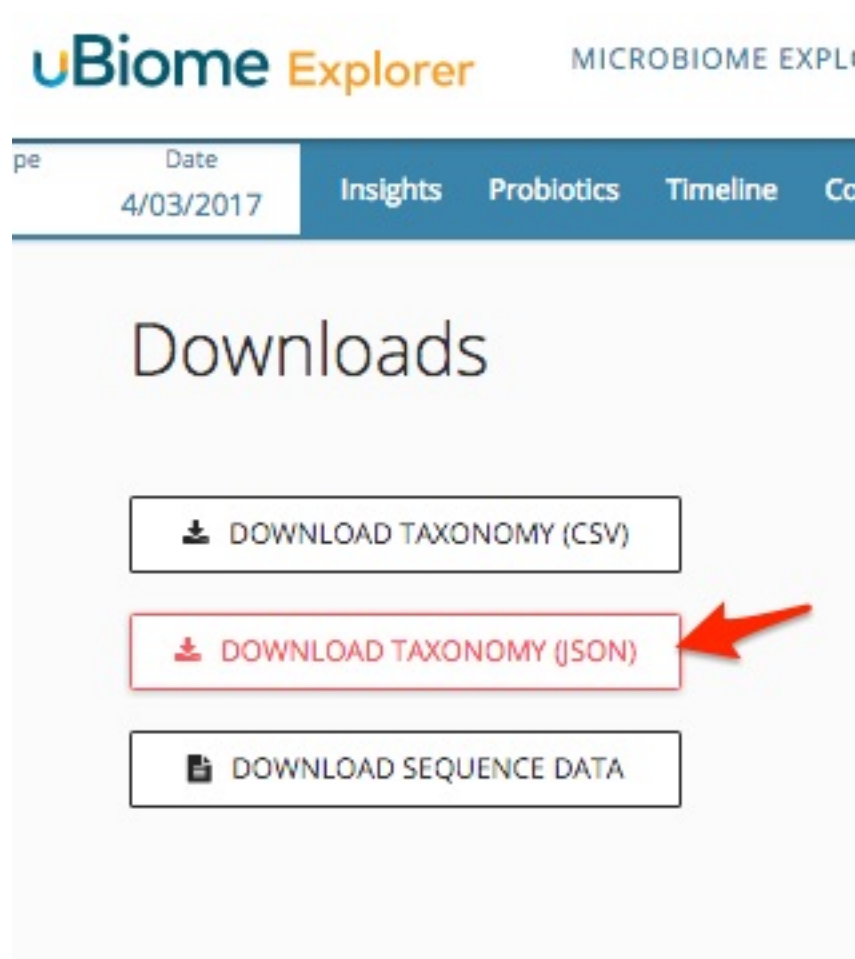 uBiome Explorer MICROBIOME EXPL
pe Date
4/03/2017 Insights Probiotics Timeline Co
Downloads
DOWNLOAD TAXONOMY (CSV)
DOWNLOAD TAXONOMY (JSON)
DOWNLOAD SEQUENCE DATA